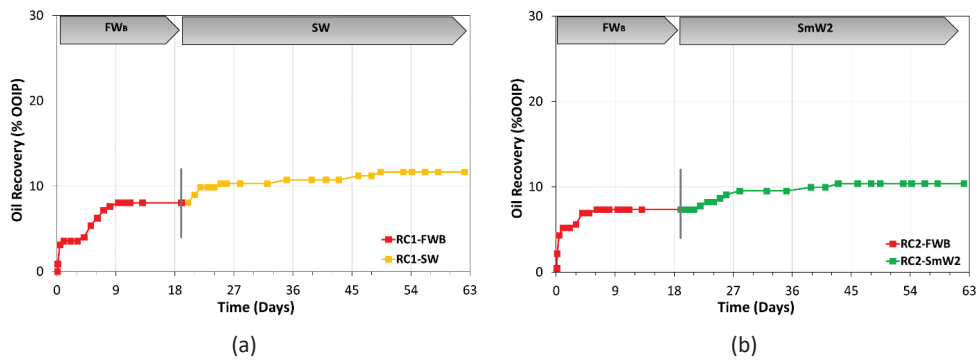 FWB SW
30
20
10
0
Oil Recovery (% OOIP)
RC1-FWB
RC1-SW
0 9 18 27 36 45 54 63
Time (Days)
(a)
FWB SmW2
30
20
10
0
Oil Recovery (%OOIP)
RC2-FWB
RC2-SmW2
0 9 18 27 36 45 54 63
Time (Days)
(b)